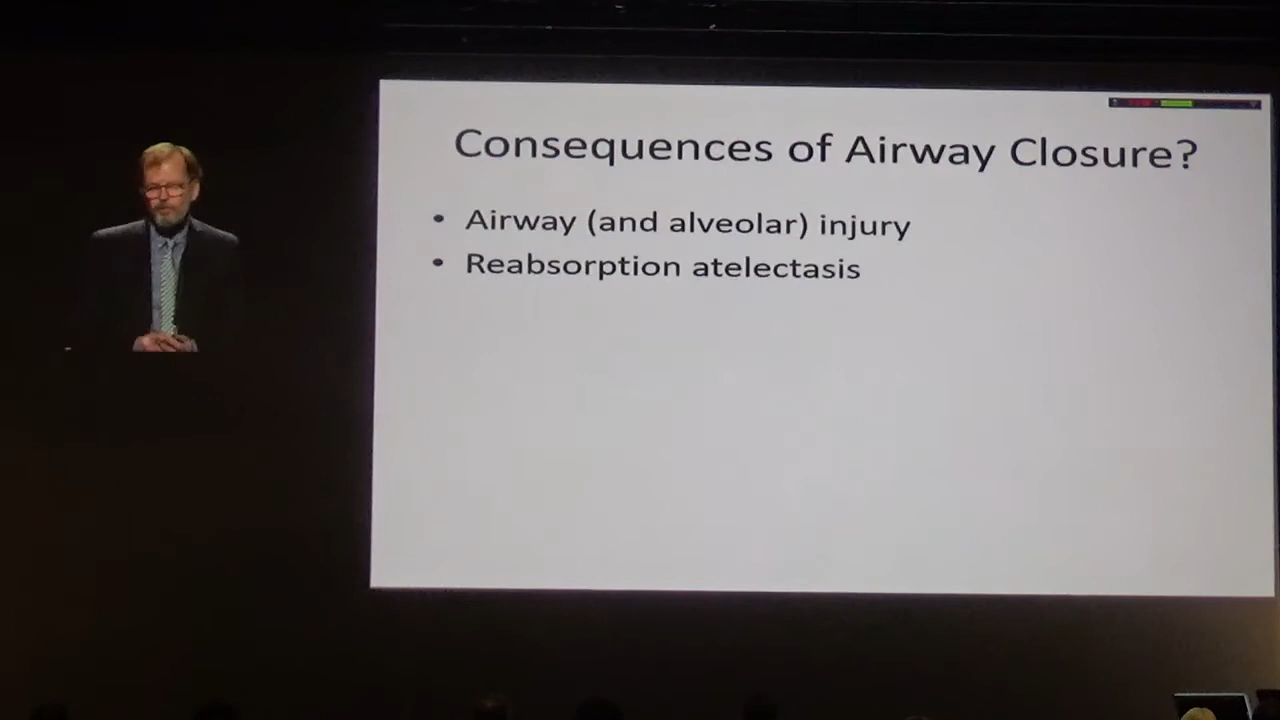 Consequences of Airway Closure?
• Airway (and alveolar) injury
• Reabsorption atelectasis